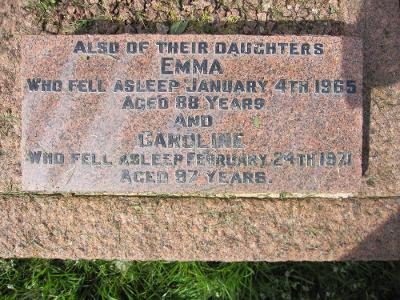 ALSO OF THEIR DAUGHTERS
EMMA
WHO FELL ASLEEP JANUARY 4TH 1965
AGED 88 YEARS
AND
CAROLINE
WHO FELL ASLEEP FEBRUARY 24TH 1971
AGED 97 YEARS.